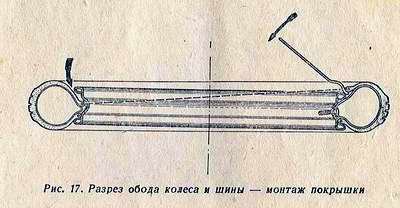 Рис. 17. Разрез обода колеса и шины — монтаж покрышки